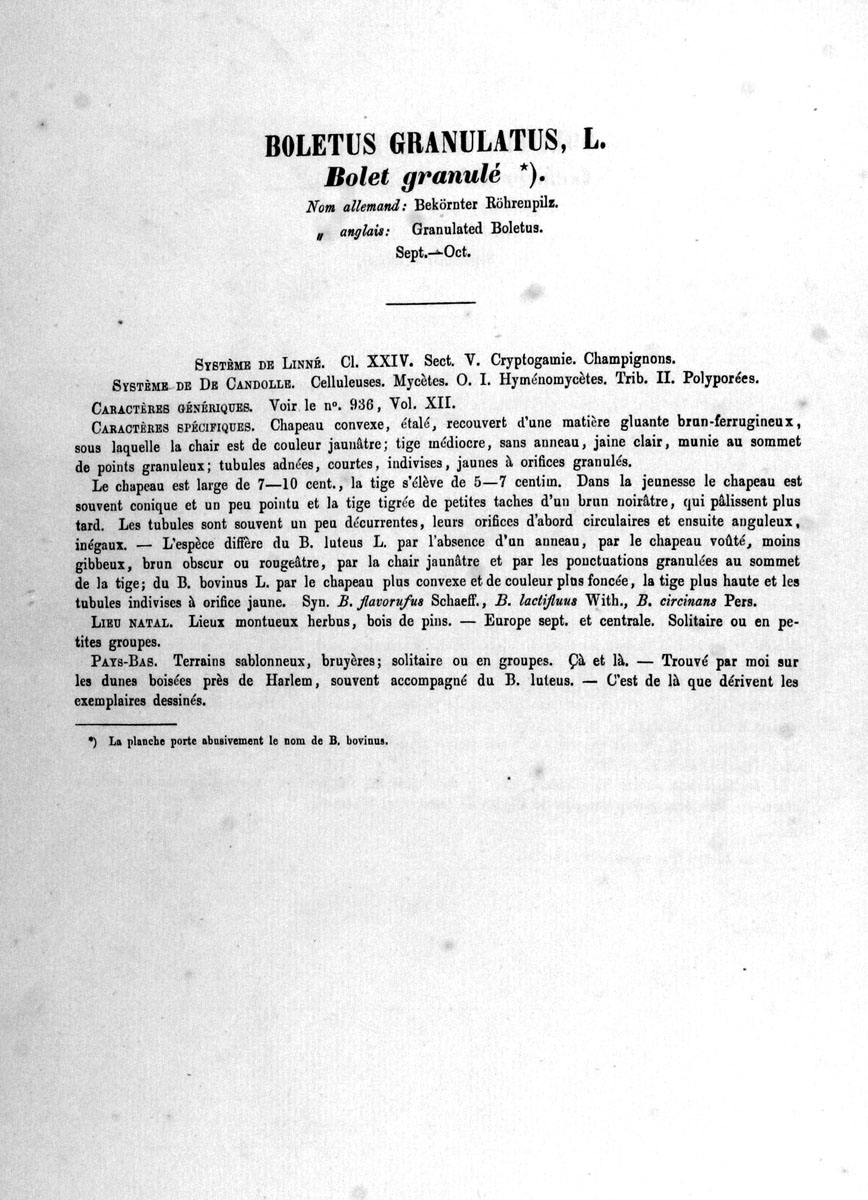 BOLETUS GRANULATUS, L.
Bolet granulé *).
Nom allemand: Bekörnter Röhrenpilz.
„ anglais: Granulated Boletus.
Sept.—Oct.
SYSTÈME DE LINNÉ. Cl. XXIV. Sect. V. Cryptogamie. Champignons.
SYSTÈME DE DE CANDOLLE. Celluleuses. Mycètes. O. I. Hyménomycètes. Trib. II. Polyporées.
CARACTÈRES GÉNÉRIQUES. Voir le nº. 936, Vol. XII.
CARACTÈRES SPÉCIFIQUES. Chapeau convexe, étalé, recouvert d'une matière gluante brun-ferrugineux,
sous laquelle la chair est de couleur jaunâtre; tige médiocre, sans anneau, jaine clair, munie au sommet
de points granuleux; tubules adnées, courtes, indivises, jaunes à orifices granulés.
Le chapeau est large de 7—10 cent., la tige s'élève de 5—7 centim. Dans la jeunesse le chapeau est
souvent conique et un peu pointu et la tige tigrée de petites taches d'un brun noirâtre, qui pâlissent plus
tard. Les tubules sont souvent un peu décurrentes, leurs orifices d'abord circulaires et ensuite anguleux,
inégaux. — L'espèce diffère du B. luteus L. par l'absence d'un anneau, par le chapeau voûté, moins
gibbeux, brun obscur ou rougeâtre, par la chair jaunâtre et par les ponctuations granulées au sommet
de la tige; du B. bovinus L. par le chapeau plus convexe et de couleur plus foncée, la tige plus haute et les
tubules indivises à orifice jaune. Syn. B. flavorufus Schaeff., B. lactifluus With., B. circinans Pers.
LIEU NATAL. Lieux montueux herbus, bois de pins. — Europe sept. et centrale. Solitaire ou en pe-
tites groupes.
PAYS-BAS. Terrains sablonneux, bruyères; solitaire ou en groupes. Çà et là. — Trouvé par moi sur
les dunes boisées près de Harlem, souvent accompagné du B. luteus. — C'est de là que dérivent les
exemplaires dessinés.
*) La planche porte abusivement le nom de B. bovinus.